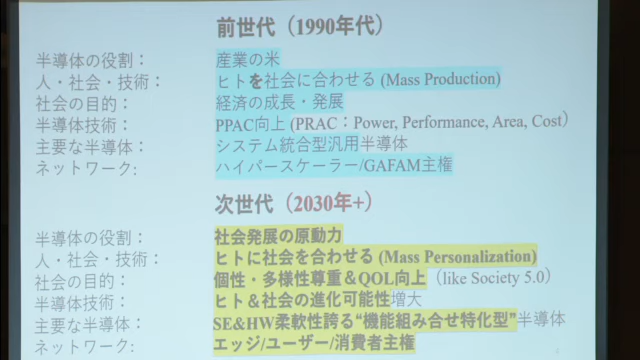 前世代（1990年代）
半導体の役割： 産業の米
人・社会・技術： ヒトを社会に合わせる (Mass Production)
社会の目的： 経済の成長・発展
半導体技術： PPAC向上 (PRAC：Power, Performance, Area, Cost）
主要な半導体： システム統合型汎用半導体
ネットワーク: ハイパースケーラー/GAFAM主権
次世代（2030年+）
半導体の役割： 社会発展の原動力
人・社会・技術： ヒトに社会を合わせる (Mass Personalization)
社会の目的： 個性・多様性尊重＆QOL向上（like Society 5.0）
半導体技術： ヒト＆社会の進化可能性増大
主要な半導体： SE&HW柔軟性誇る“機能組み合せ特化型”半導体
ネットワーク: エッジ/ユーザー/消費者主権